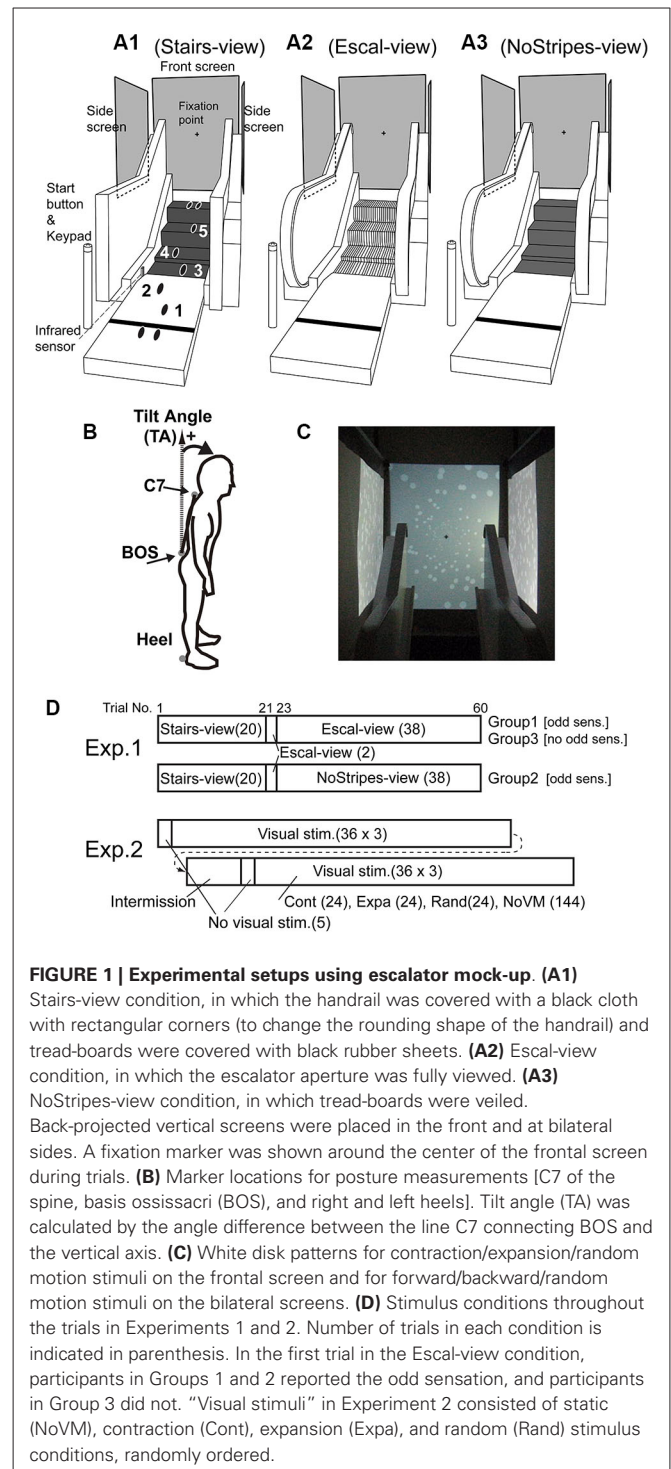 A1 (Stairs-view)
A2 (Escal-view)
A3 (NoStripes-view)
Front screen
Side
screen
Fixation
point
+
Side
screen
+
+
Start
button
&
Keypad
5
4
3
2
1
Infrared
sensor
B
Tilt Angle
(TA) +
C7
BOS
Heel
C
D
Trial No. 1 21 23 60
Exp.1
Stairs-view(20) Escal-view (38) Group1 [odd sens.]
Group3 [no odd sens.]
Escal-view (2)
Stairs-view(20) NoStripes-view (38) Group2 [odd sens.]
Exp.2
Visual stim.(36 x 3)
Visual stim.(36 x 3)
Intermission
Cont (24), Expa (24), Rand(24), NoVM (144)
No visual stim.(5)
FIGURE 1 | Experimental setups using escalator mock-up. (A1)
Stairs-view condition, in which the handrail was covered with a black cloth
with rectangular corners (to change the rounding shape of the handrail) and
tread-boards were covered with black rubber sheets. (A2) Escal-view
condition, in which the escalator aperture was fully viewed. (A3)
NoStripes-view condition, in which tread-boards were veiled.
Back-projected vertical screens were placed in the front and at bilateral
sides. A fixation marker was shown around the center of the frontal screen
during trials. (B) Marker locations for posture measurements [C7 of the
spine, basis ossissacri (BOS), and right and left heels]. Tilt angle (TA) was
calculated by the angle difference between the line C7 connecting BOS and
the vertical axis. (C) White disk patterns for contraction/expansion/random
motion stimuli on the frontal screen and for forward/backward/random
motion stimuli on the bilateral screens. (D) Stimulus conditions throughout
the trials in Experiments 1 and 2. Number of trials in each condition is
indicated in parenthesis. In the first trial in the Escal-view condition,
participants in Groups 1 and 2 reported the odd sensation, and participants
in Group 3 did not. “Visual stimuli” in Experiment 2 consisted of static
(NoVM), contraction (Cont), expansion (Expa), and random (Rand) stimulus
conditions, randomly ordered.